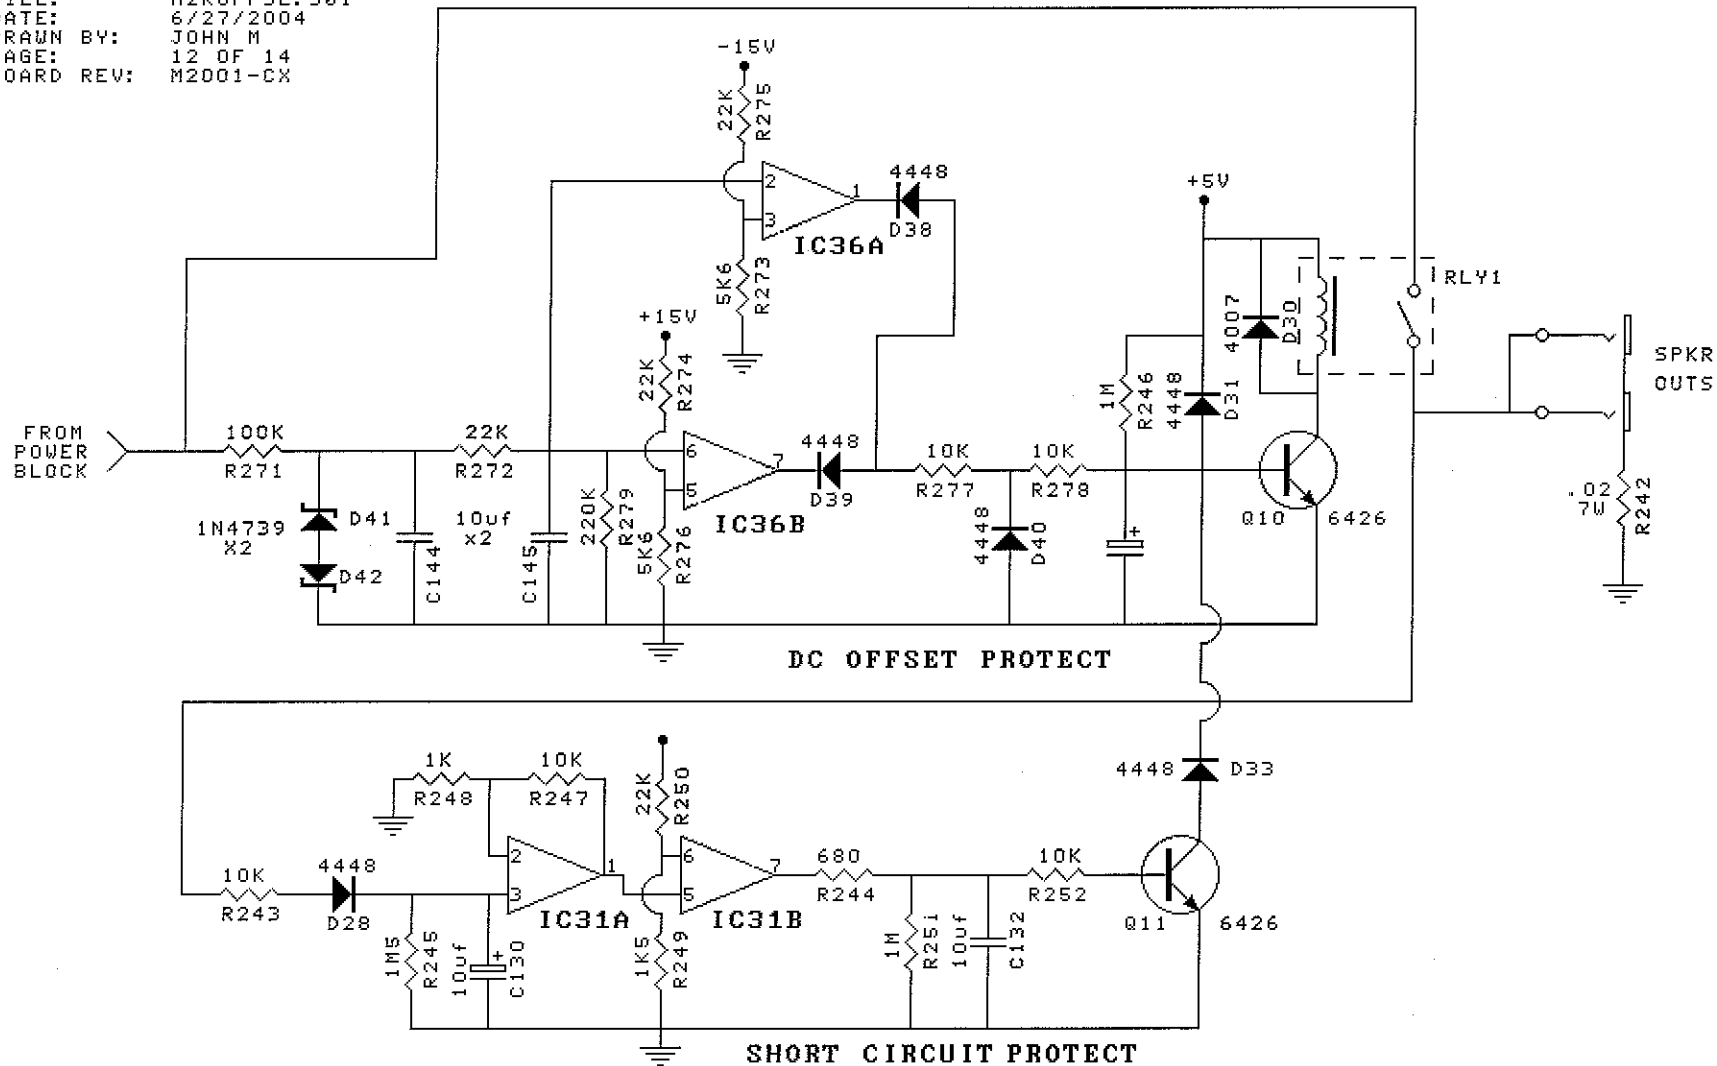 6/27/2004
RAWN BY: JOHN M
AGE: 12 OF 14
OARD REV: M2001-CX
-15V
22K
R275
2
3
1
4448
D38
IC36A
5K6
R273
+5V
RLY1
4007
D30
+15V
22K
R274
1M
R246
4448
D31
SPKR
OUTS
FROM
POWER
BLOCK
100K
R271
22K
R272
6
5
7
4448
D39
IC36B
10K
R277
10K
R278
Q10
6426
.02
7W
R242
1N4739
X2
D41
D42
C144
10uf
x2
C145
220K
R279
5K6
R276
4448
D40
+
DC OFFSET PROTECT
1K
R248
10K
R247
22K
R250
4448
D33
10K
R243
4448
D28
2
3
1
IC31A
6
5
7
IC31B
680
R244
10K
R252
Q11
6426
1M5
R245
10uf
+
C130
1K5
R249
1M
R251
10uf
C132
SHORT CIRCUIT PROTECT